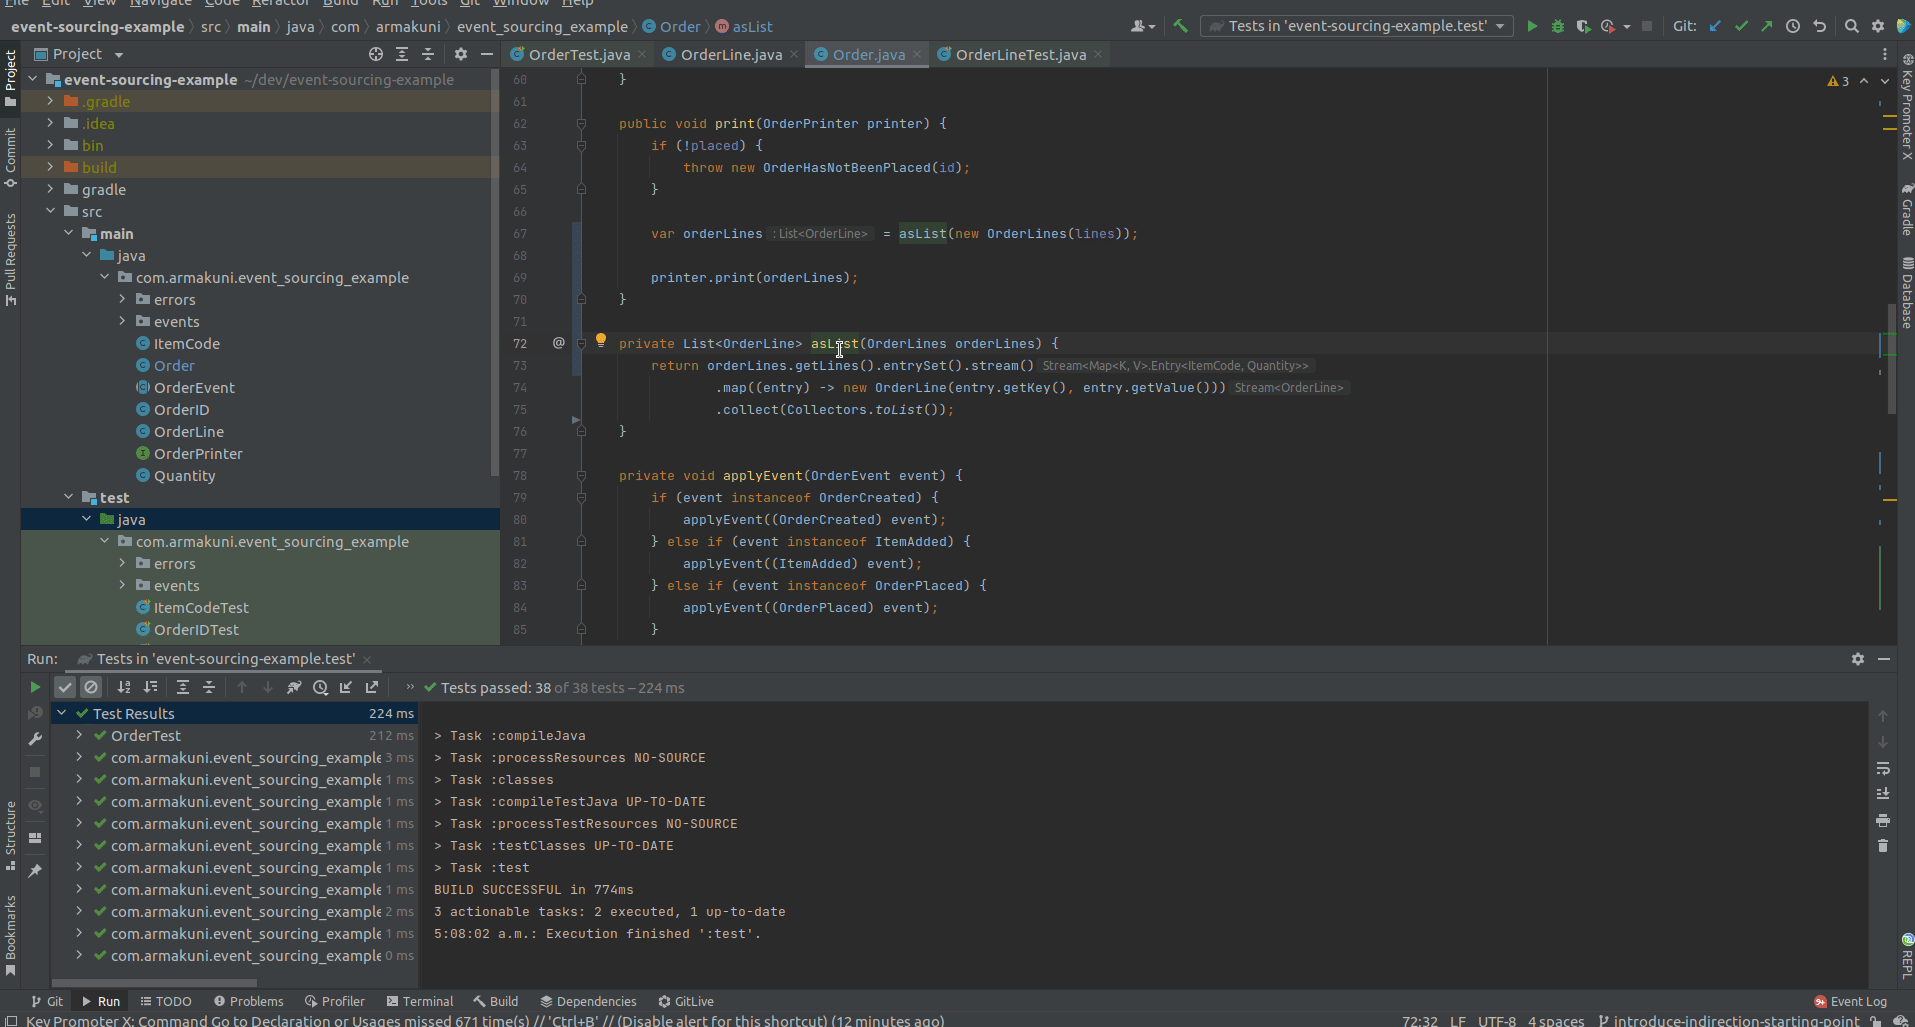 File Edit View Navigate Code Refactor Build Run Tools Git Window Help
event-sourcing-example src main java com armakuni event_sourcing_example Order asList
Tests in 'event-sourcing-example.test'
Git:
Project
OrderTest.java
OrderLine.java
Order.java
OrderLineTest.java
Project
Commit
Pull Requests
Structure
Bookmarks
event-sourcing-example ~/dev/event-sourcing-example
.gradle
.idea
bin
build
gradle
src
main
java
com.armakuni.event_sourcing_example
errors
events
ItemCode
Order
OrderEvent
OrderID
OrderLine
OrderPrinter
Quantity
test
java
com.armakuni.event_sourcing_example
errors
events
ItemCodeTest
OrderIDTest
3
60 }
61
62 public void print(OrderPrinter printer) {
63 if (!placed) {
64 throw new OrderHasNotBeenPlaced(id);
65 }
66
67 var orderLines : List<OrderLine> = asList(new OrderLines(lines));
68
69 printer.print(orderLines);
70 }
71
72 @ private List<OrderLine> asList(OrderLines orderLines) {
73 return orderLines.getLines().entrySet().stream() Stream<Map<K, V>.Entry<ItemCode, Quantity>>
74 .map((entry) -> new OrderLine(entry.getKey(), entry.getValue())) Stream<OrderLine>
75 .collect(Collectors.toList());
76 }
77
78 private void applyEvent(OrderEvent event) {
79 if (event instanceof OrderCreated) {
80 applyEvent((OrderCreated) event);
81 } else if (event instanceof ItemAdded) {
82 applyEvent((ItemAdded) event);
83 } else if (event instanceof OrderPlaced) {
84 applyEvent((OrderPlaced) event);
85 }
Key Promoter X
Gradle
Database
REPL
Run: Tests in 'event-sourcing-example.test'
Tests passed: 38 of 38 tests – 224 ms
Test Results 224 ms
OrderTest 212 ms
com.armakuni.event_sourcing_example 3 ms
com.armakuni.event_sourcing_example 1 ms
com.armakuni.event_sourcing_example 1 ms
com.armakuni.event_sourcing_example 1 ms
com.armakuni.event_sourcing_example 1 ms
com.armakuni.event_sourcing_example 1 ms
com.armakuni.event_sourcing_example 1 ms
com.armakuni.event_sourcing_example 2 ms
com.armakuni.event_sourcing_example 1 ms
com.armakuni.event_sourcing_example 0 ms
> Task :compileJava
> Task :processResources NO-SOURCE
> Task :classes
> Task :compileTestJava UP-TO-DATE
> Task :processTestResources NO-SOURCE
> Task :testClasses UP-TO-DATE
> Task :test
BUILD SUCCESSFUL in 774ms
3 actionable tasks: 2 executed, 1 up-to-date
5:08:02 a.m.: Execution finished ':test'.
Git Run TODO Problems Profiler Terminal Build Dependencies GitLive
9+ Event Log
Key Promoter X: Command Go to Declaration or Usages missed 671 time(s) // 'Ctrl+B' // (Disable alert for this shortcut) (12 minutes ago)
72:32 LF UTF-8 4 spaces introduce-indirection-starting-point